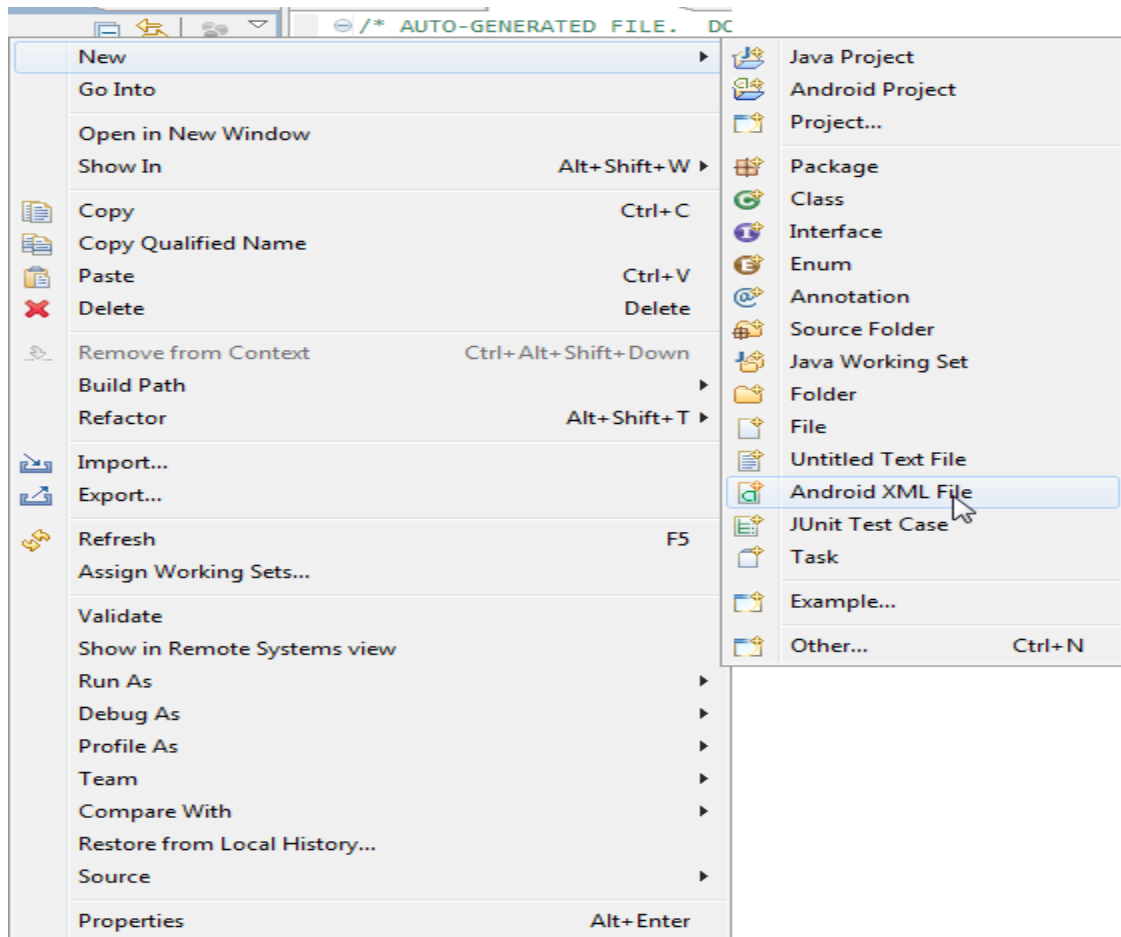 /* AUTO-GENERATED FILE. DO
New
Go Into
Open in New Window
Show In Alt+Shift+W
Copy Ctrl+C
Copy Qualified Name
Paste Ctrl+V
Delete Delete
Remove from Context Ctrl+Alt+Shift+Down
Build Path
Refactor Alt+Shift+T
Import...
Export...
Refresh F5
Assign Working Sets...
Validate
Show in Remote Systems view
Run As
Debug As
Profile As
Team
Compare With
Restore from Local History...
Source
Properties Alt+Enter
Java Project
Android Project
Project...
Package
Class
Interface
Enum
Annotation
Source Folder
Java Working Set
Folder
File
Untitled Text File
Android XML File
JUnit Test Case
Task
Example...
Other... Ctrl+N